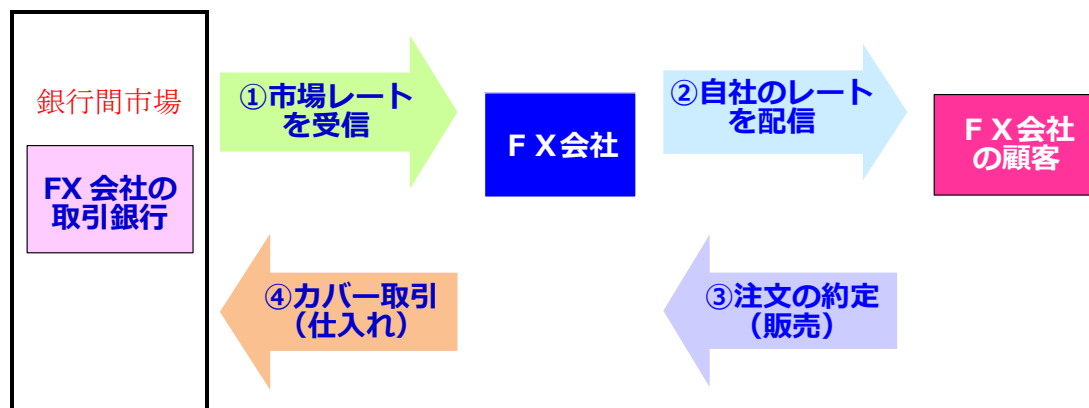 銀行間市場
FX 会社の
取引銀行
①市場レート
を受信
ＦＸ会社
②自社のレート
を配信
ＦＸ会社
の顧客
④カバー取引
（仕入れ）
③注文の約定
（販売）